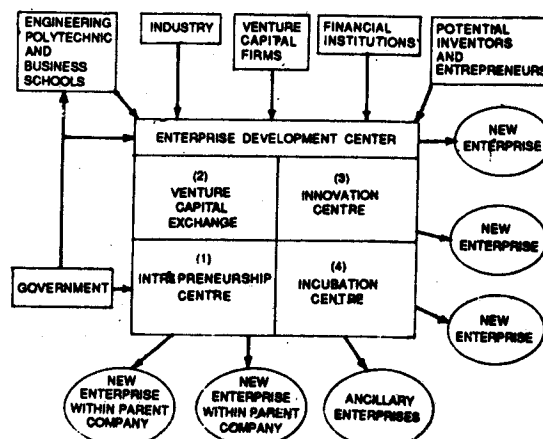 ENGINEERING
POLYTECHNIC
AND
BUSINESS
SCHOOLS
INDUSTRY
VENTURE
CAPITAL
FIRMS
FINANCIAL
INSTITUTIONS
POTENTIAL
INVENTORS
AND
ENTREPRENEURS
ENTERPRISE DEVELOPMENT CENTER
NEW
ENTERPRISE
(2)
VENTURE
CAPITAL
EXCHANGE
(3)
INNOVATION
CENTRE
NEW
ENTERPRISE
GOVERNMENT
(1)
INTREPRENEURSHIP
CENTRE
(4)
INCUBATION
CENTRE
NEW
ENTERPRISE
NEW
ENTERPRISE
WITHIN PARENT
COMPANY
NEW
ENTERPRISE
WITHIN PARENT
COMPANY
ANCILLARY
ENTERPRISES